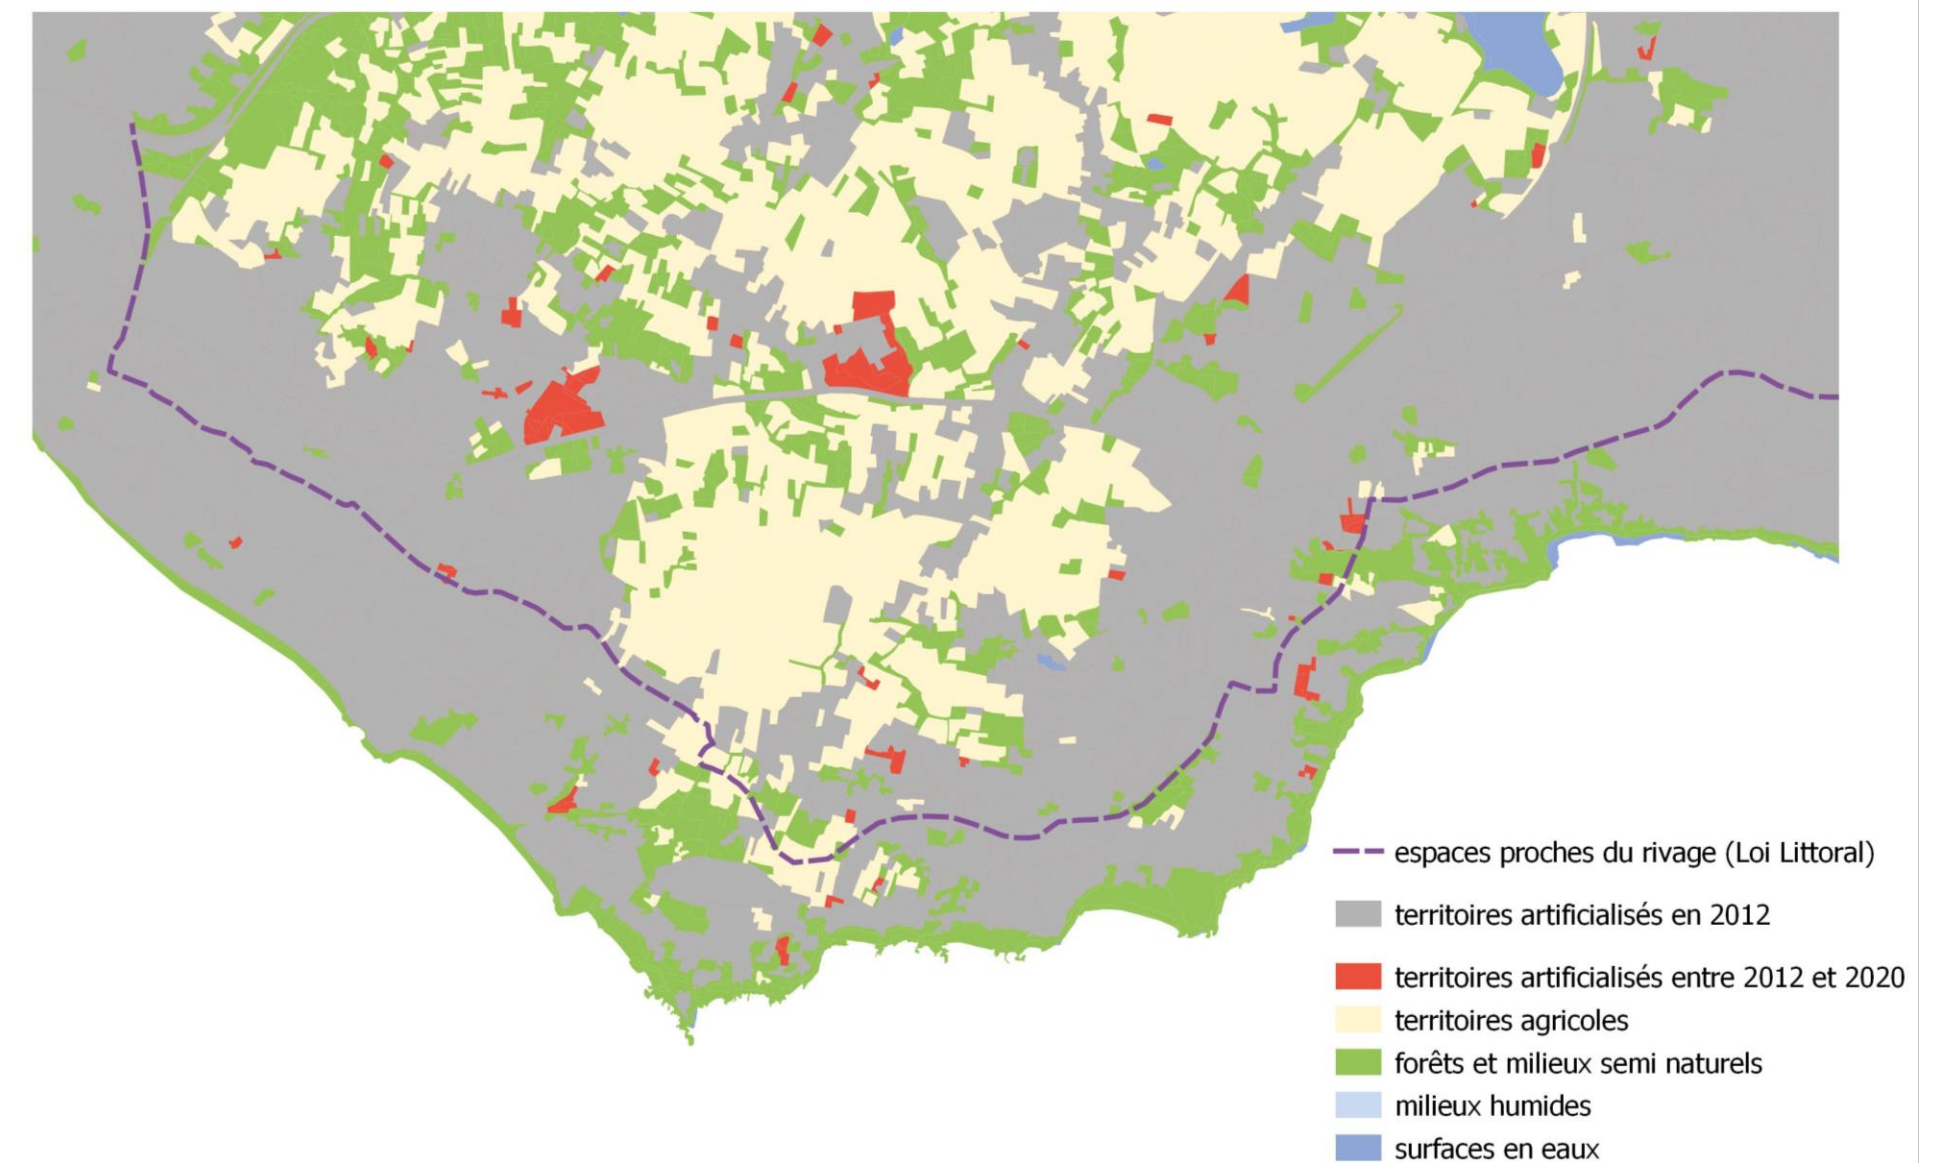 espaces proches du rivage (Loi Littoral)
territoires artificialisés en 2012
territoires artificialisés entre 2012 et 2020
territoires agricoles
forêts et milieux semi naturels
milieux humides
surfaces en eaux